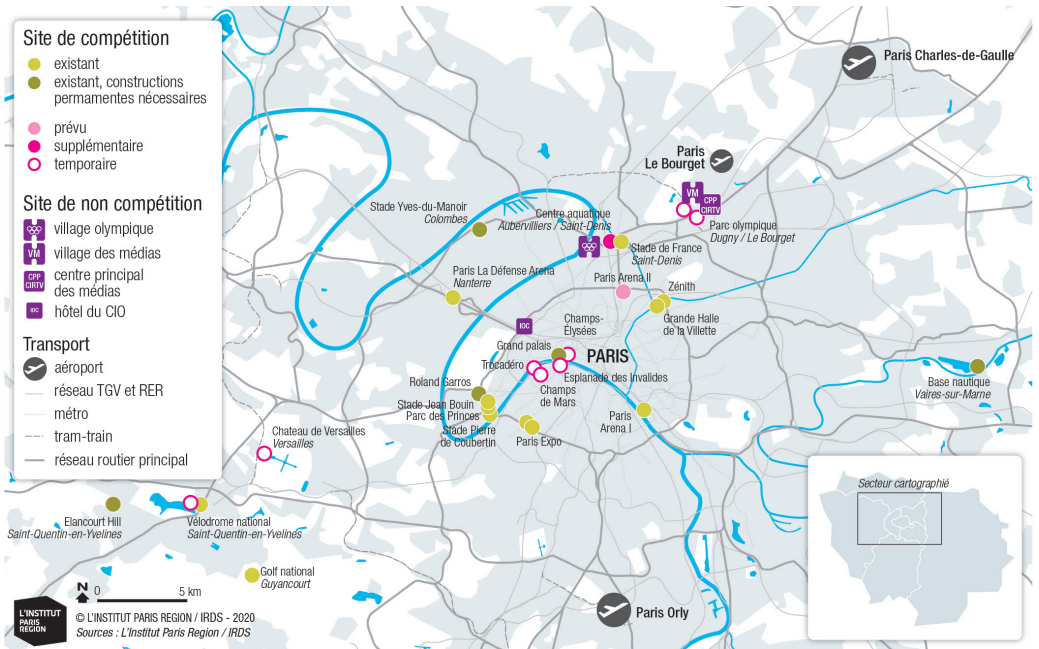 Site de compétition
existant
existant, constructions
permamentes nécessaires
prévu
supplémentaire
temporaire
Site de non compétition
village olympique
VM
village des médias
CPP
CIRTV
centre principal
des médias
IOC
hôtel du CIO
Transport
aéroport
réseau TGV et RER
métro
tram-train
réseau routier principal
Paris Charles-de-Gaulle
Paris
Le Bourget
VM
CPP
CIRTV
Parc olympique
Dugny / Le Bourget
Stade Yves-du-Manoir
Colombes
Centre aquatique
Aubervilliers / Saint-Denis
Stade de France
Saint-Denis
Paris La Défense Arena
Nanterre
Paris Arena II
Zénith
Grande Halle
de la Villette
IOC
Champs-
Élysées
Grand palais
PARIS
Trocadéro
Esplanade des Invalides
Champs
de Mars
Roland Garros
Stade Jean Bouin
Parc des Princes
Stade Pierre
de Coubertin
Paris Expo
Paris
Arena I
Base nautique
Vaires-sur-Marne
Chateau de Versailles
Versailles
Elancourt Hill
Saint-Quentin-en-Yvelines
Vélodrome national
Saint-Quentin-en-Yvelines
Golf national
Guyancourt
Paris Orly
Secteur cartographié
N
0
5 km
L'INSTITUT
PARIS
REGION
© L'INSTITUT PARIS REGION / IRDS - 2020
Sources : L'Institut Paris Region / IRDS